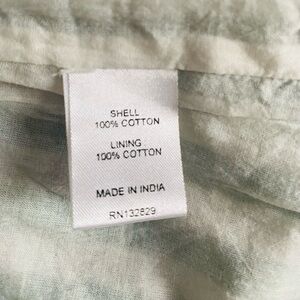 SHELL
100% COTTON
LINING
100% COTTON
MADE IN INDIA
RN132829